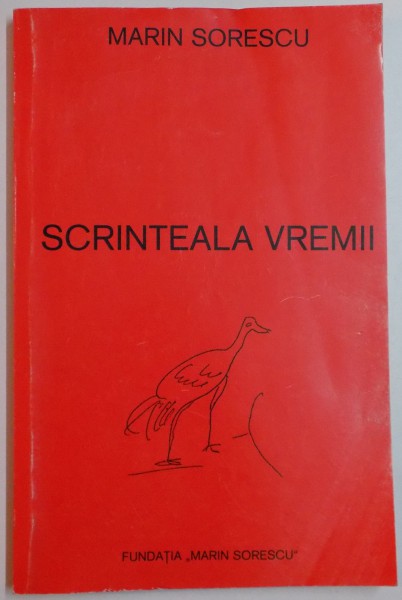 MARIN SORESCU
SCRINTEALA VREMII
FUNDAȚIA „MARIN SORESCU"